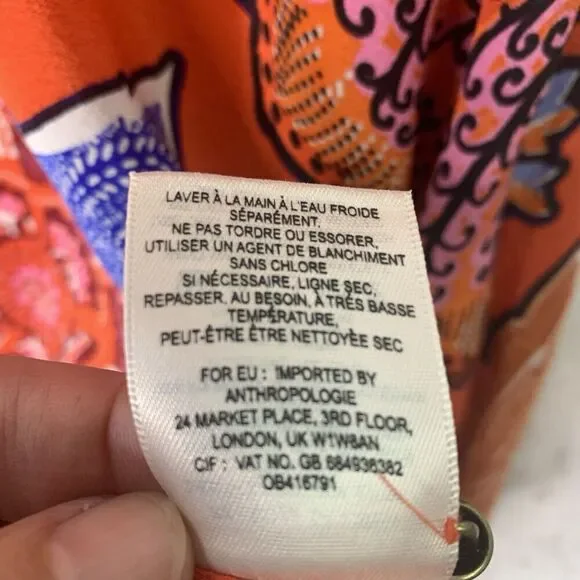 LAVER À LA MAIN À L'EAU FROIDE
SÉPARÉMENT.
NE PAS TORDRE OU ESSORER,
UTILISER UN AGENT DE BLANCHIMENT
SANS CHLORE
SI NÉCESSAIRE, LIGNE SEC,
REPASSER. AU BESOIN, À TRÈS BASSE
TEMPÉRATURE,
PEUT-ÊTRE ÊTRE NETTOYÉE SEC
FOR EU : IMPORTED BY
ANTHROPOLOGIE
24 MARKET PLACE, 3RD FLOOR,
LONDON, UK W1W8AN
CIF : VAT NO. GB 684936382
OB416791